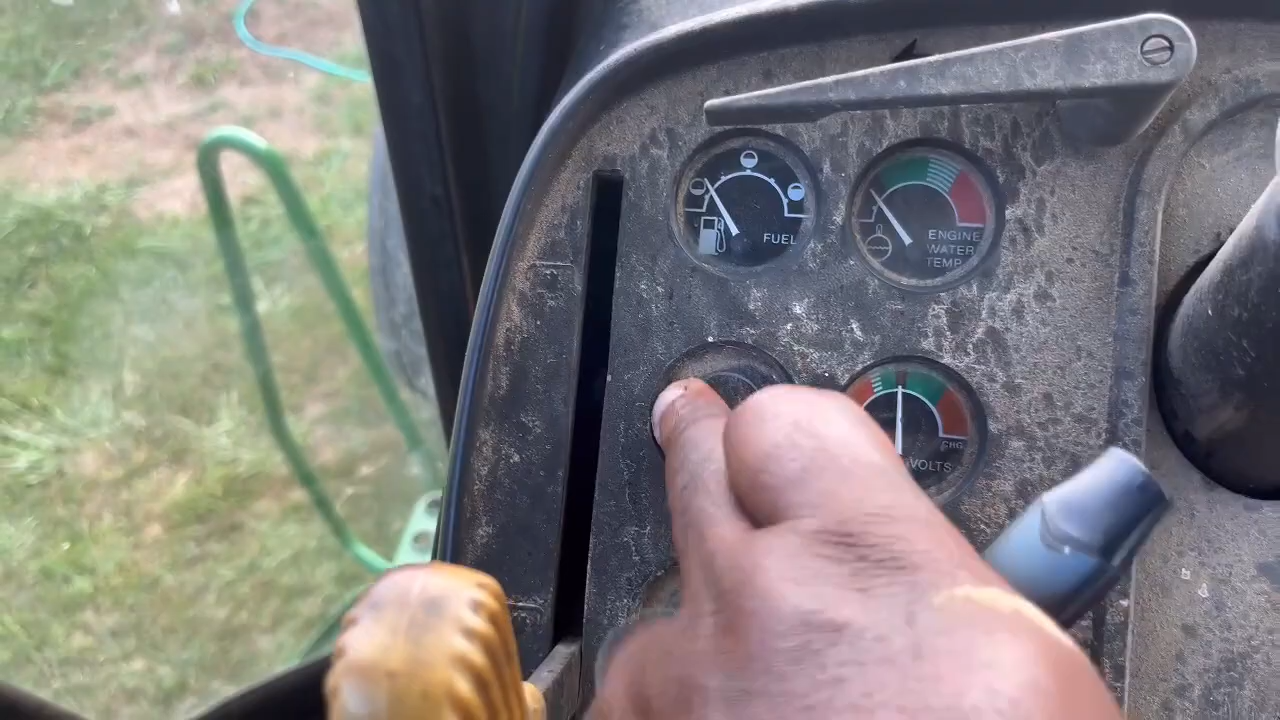 FUEL
ENGINE
WATER
TEMP
CHG
VOLTS